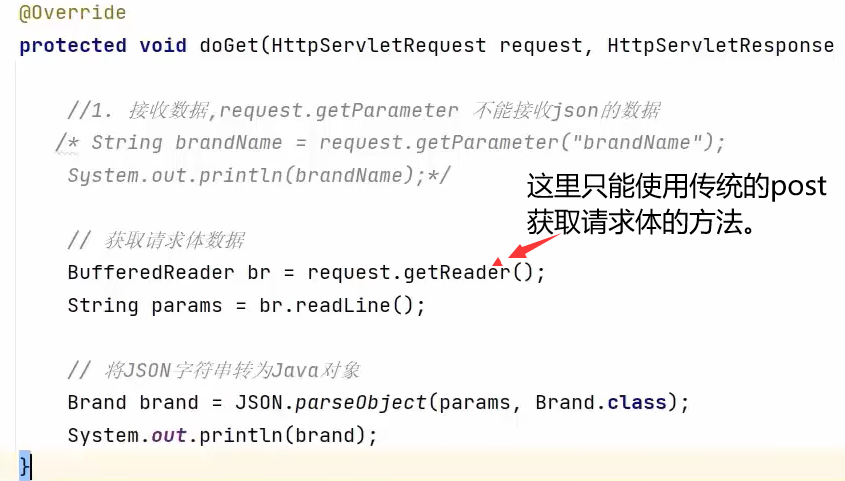 @Override
protected void doGet(HttpServletRequest request, HttpServletResponse
//1. 接收数据,request.getParameter 不能接收json的数据
/* String brandName = request.getParameter("brandName");
System.out.println(brandName);*/
这里只能使用传统的post
获取请求体的方法。
// 获取请求体数据
BufferedReader br = request.getReader();
String params = br.readLine();
// 将JSON字符串转为Java对象
Brand brand = JSON.parseObject(params, Brand.class);
System.out.println(brand);
}